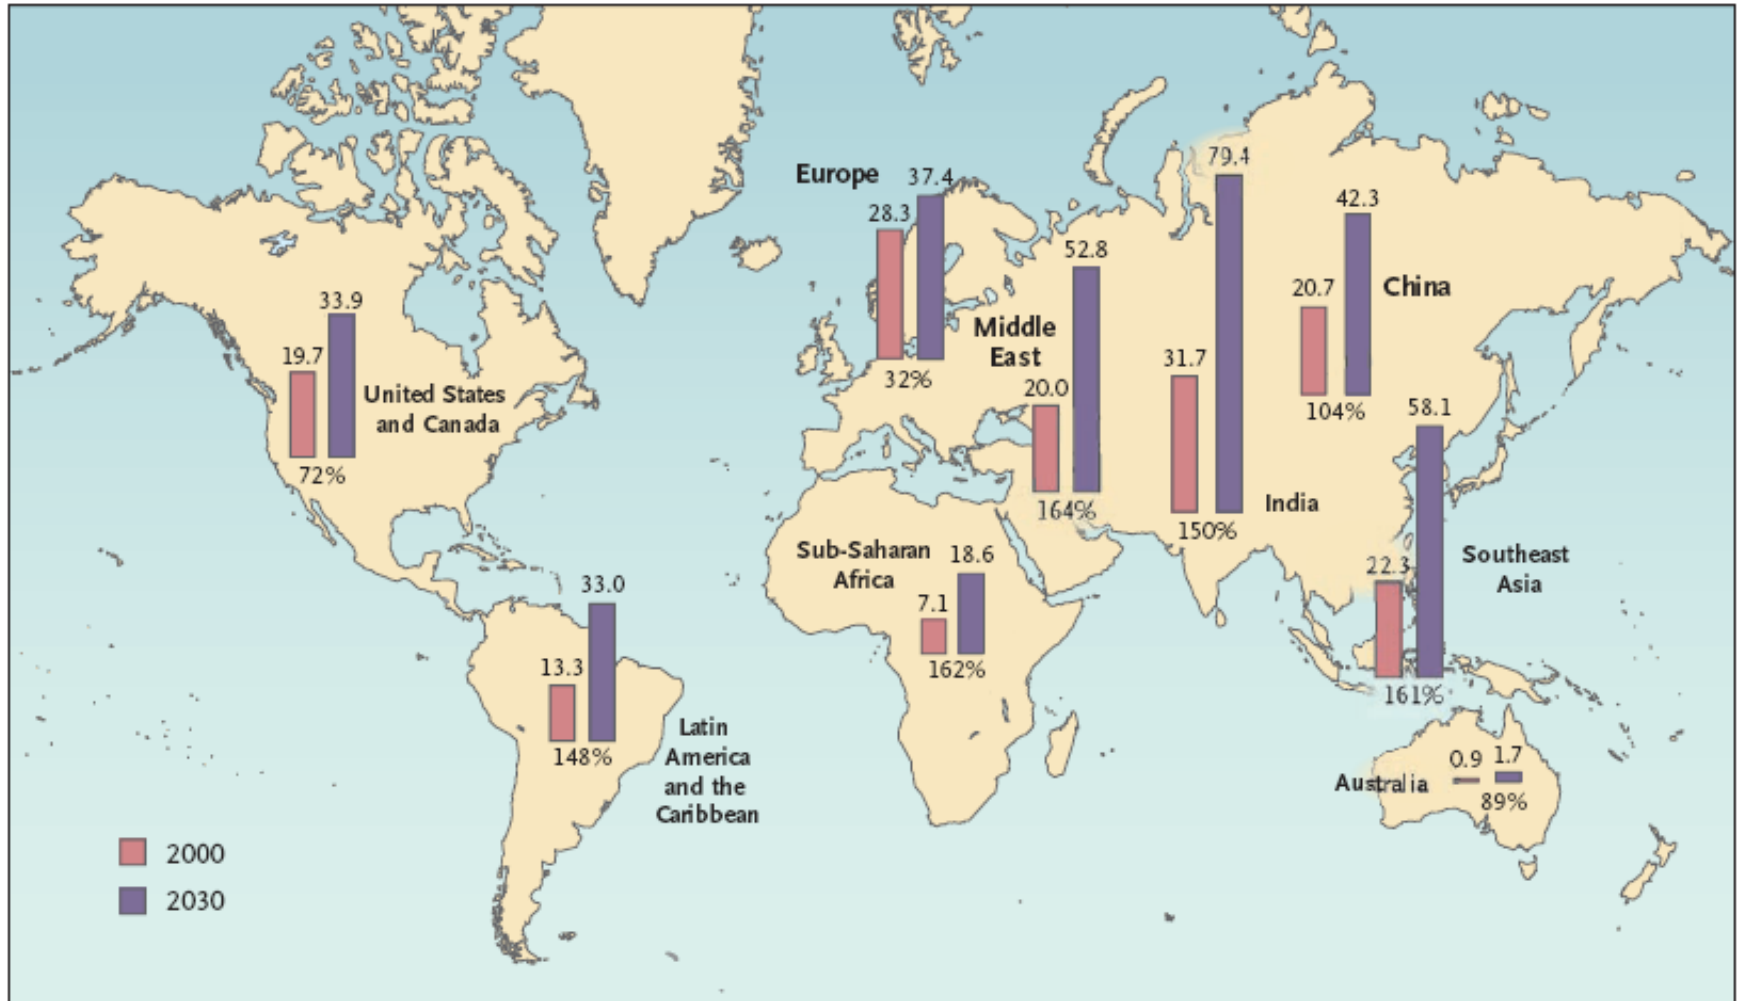 Europe
37.4
28.3
32%
79.4
31.7
India
150%
42.3
20.7
China
104%
52.8
Middle
East
20.0
164%
33.9
19.7
United States
and Canada
72%
58.1
22.3
Southeast
Asia
161%
Sub-Saharan
Africa
18.6
7.1
162%
33.0
13.3
148%
Latin
America
and the
Caribbean
0.9
1.7
Australia
89%
2000
2030